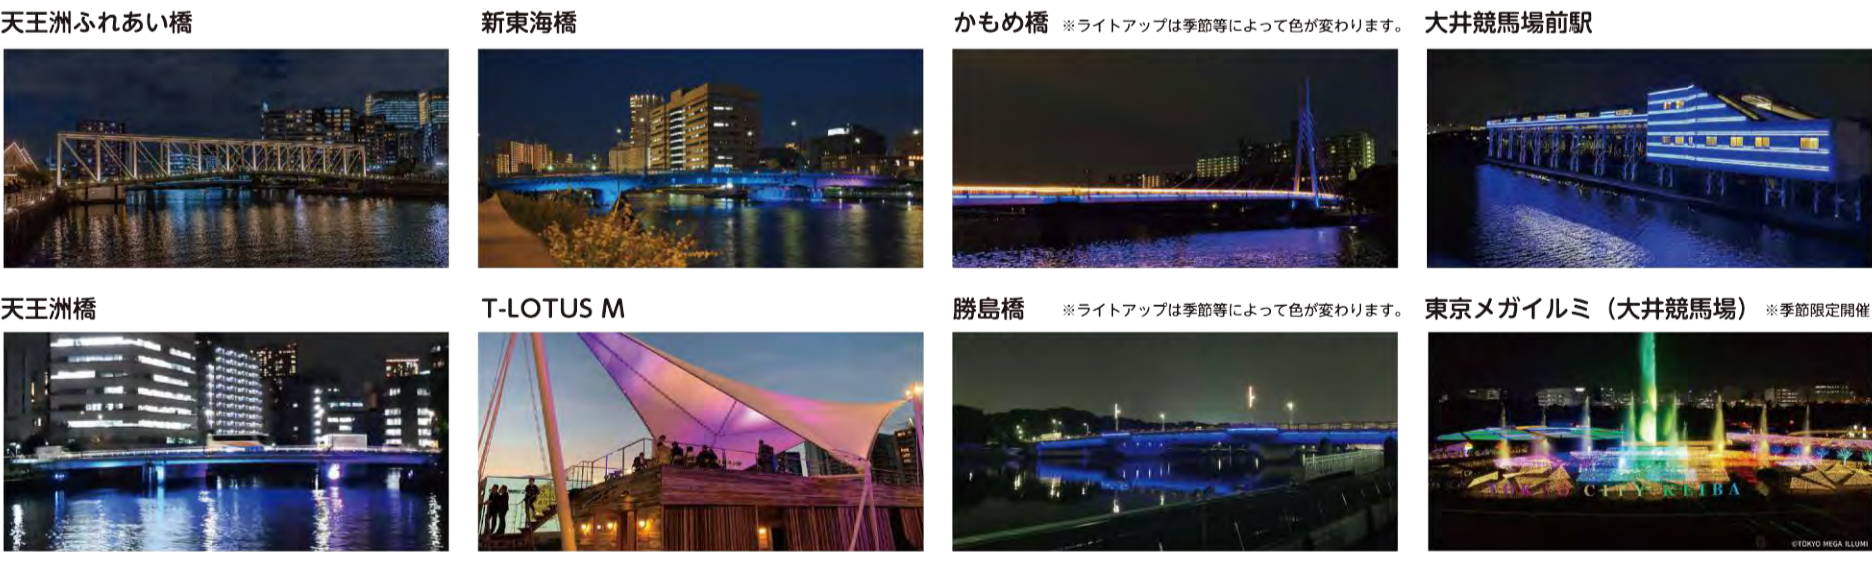 天王洲ふれあい橋
新東海橋
かもめ橋 ※ライトアップは季節等によって色が変わります。
大井競馬場前駅
天王洲橋
T-LOTUS M
勝島橋 ※ライトアップは季節等によって色が変わります。
東京メガイルミ（大井競馬場） ※季節限定開催
TOKYO CITY KEIBA
©TOKYO MEGA ILLUMI